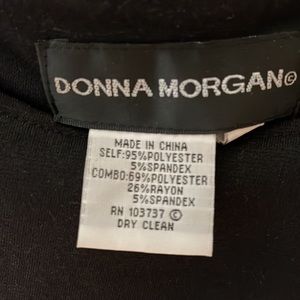 DONNA MORGAN©
MADE IN CHINA
SELF:95%POLYESTER
5%SPANDEX
COMBO:69%POLYESTER
26%RAYON
5%SPANDEX
RN 103737 ©
DRY CLEAN